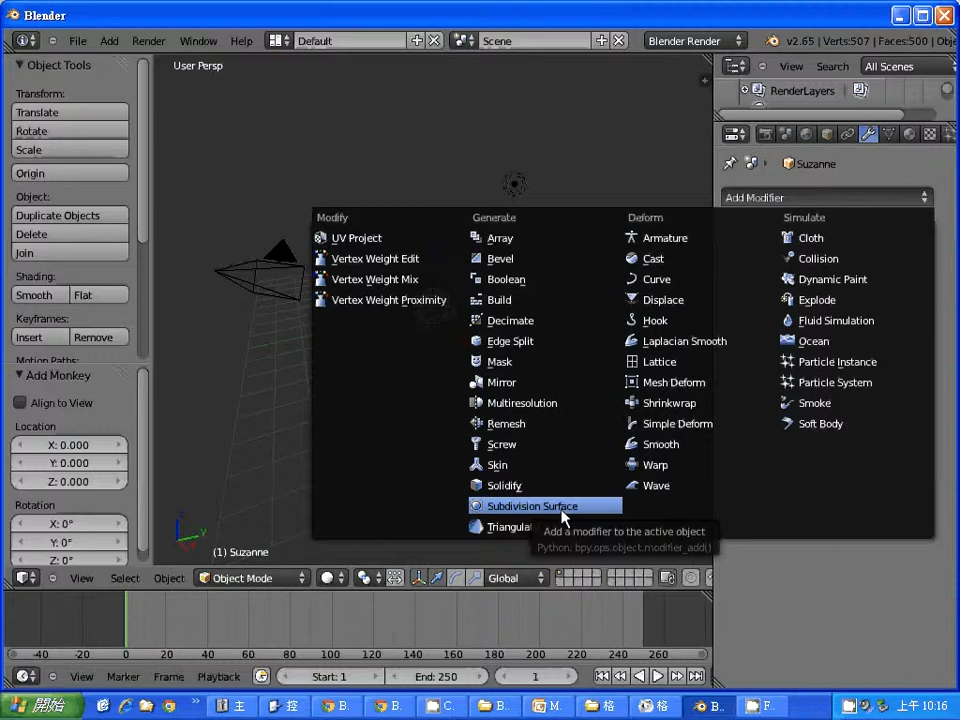 Blender
File Add Render Window Help Default Scene Blender Render v2.65 | Verts:507 | Faces:500 | Obje
Object Tools
Transform:
Translate
Rotate
Scale
Origin
Object:
Duplicate Objects
Delete
Join
Shading:
Smooth Flat
Keyframes:
Insert Remove
Motion Paths:
Add Monkey
Align to View
Location
X: 0.000
Y: 0.000
Z: 0.000
Rotation
X: 0°
Y: 0°
Z: 0°
User Persp
View Search All Scenes
RenderLayers
Suzanne
Add Modifier
Modify
UV Project
Vertex Weight Edit
Vertex Weight Mix
Vertex Weight Proximity
Generate
Array
Bevel
Boolean
Build
Decimate
Edge Split
Mask
Mirror
Multiresolution
Remesh
Screw
Skin
Solidify
Subdivision Surface
Triangulat
Deform
Armature
Cast
Curve
Displace
Hook
Laplacian Smooth
Lattice
Mesh Deform
Shrinkwrap
Simple Deform
Smooth
Warp
Wave
Simulate
Cloth
Collision
Dynamic Paint
Explode
Fluid Simulation
Ocean
Particle Instance
Particle System
Smoke
Soft Body
Add a modifier to the active object
Python: bpy.ops.object.modifier_add()
(1) Suzanne
View Select Object Object Mode Global
-40 -20 0 20 40 60 80 100 120 140 160 180 200 220 240 260
View Marker Frame Playback Start: 1 End: 250 1
開始 主 控 B. B. C. B.. M.. 格 格 B.. F.. 上午 10:16